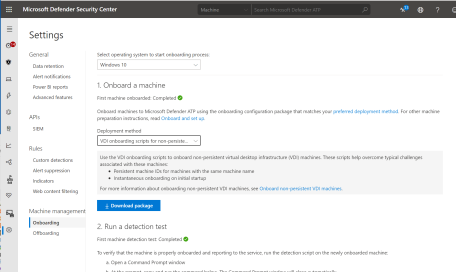 Microsoft Defender Security Center
Machine
Search Microsoft Defender ATP
Settings
General
Data retention
Alert notifications
Power BI reports
Advanced features
APIs
SIEM
Rules
Custom detections
Alert suppression
Indicators
Web content filtering
Machine management
Onboarding
Offboarding
Select operating system to start onboarding process:
Windows 10
1. Onboard a machine
First machine onboarded: Completed
Onboard machines to Microsoft Defender ATP using the onboarding configuration package that matches your preferred deployment method. For other machine
preparation instructions, read Onboard and set up.
Deployment method
VDI onboarding scripts for non-persiste...
Use the VDI onboarding scripts to onboard non-persistent virtual desktop infrastructure (VDI) machines. These scripts help overcome typical challenges
associated with these machines:
• Persistent machine IDs for machines with the same machine name
• Instantaneous onboarding on initial startup
For more information about onboarding non-persistent VDI machines, see Onboard non-persistent VDI machines.
Download package
2. Run a detection test
First machine detection test: Completed
To verify that the machine is properly onboarded and reporting to the service, run the detection script on the newly onboarded machine:
a. Open a Command Prompt window